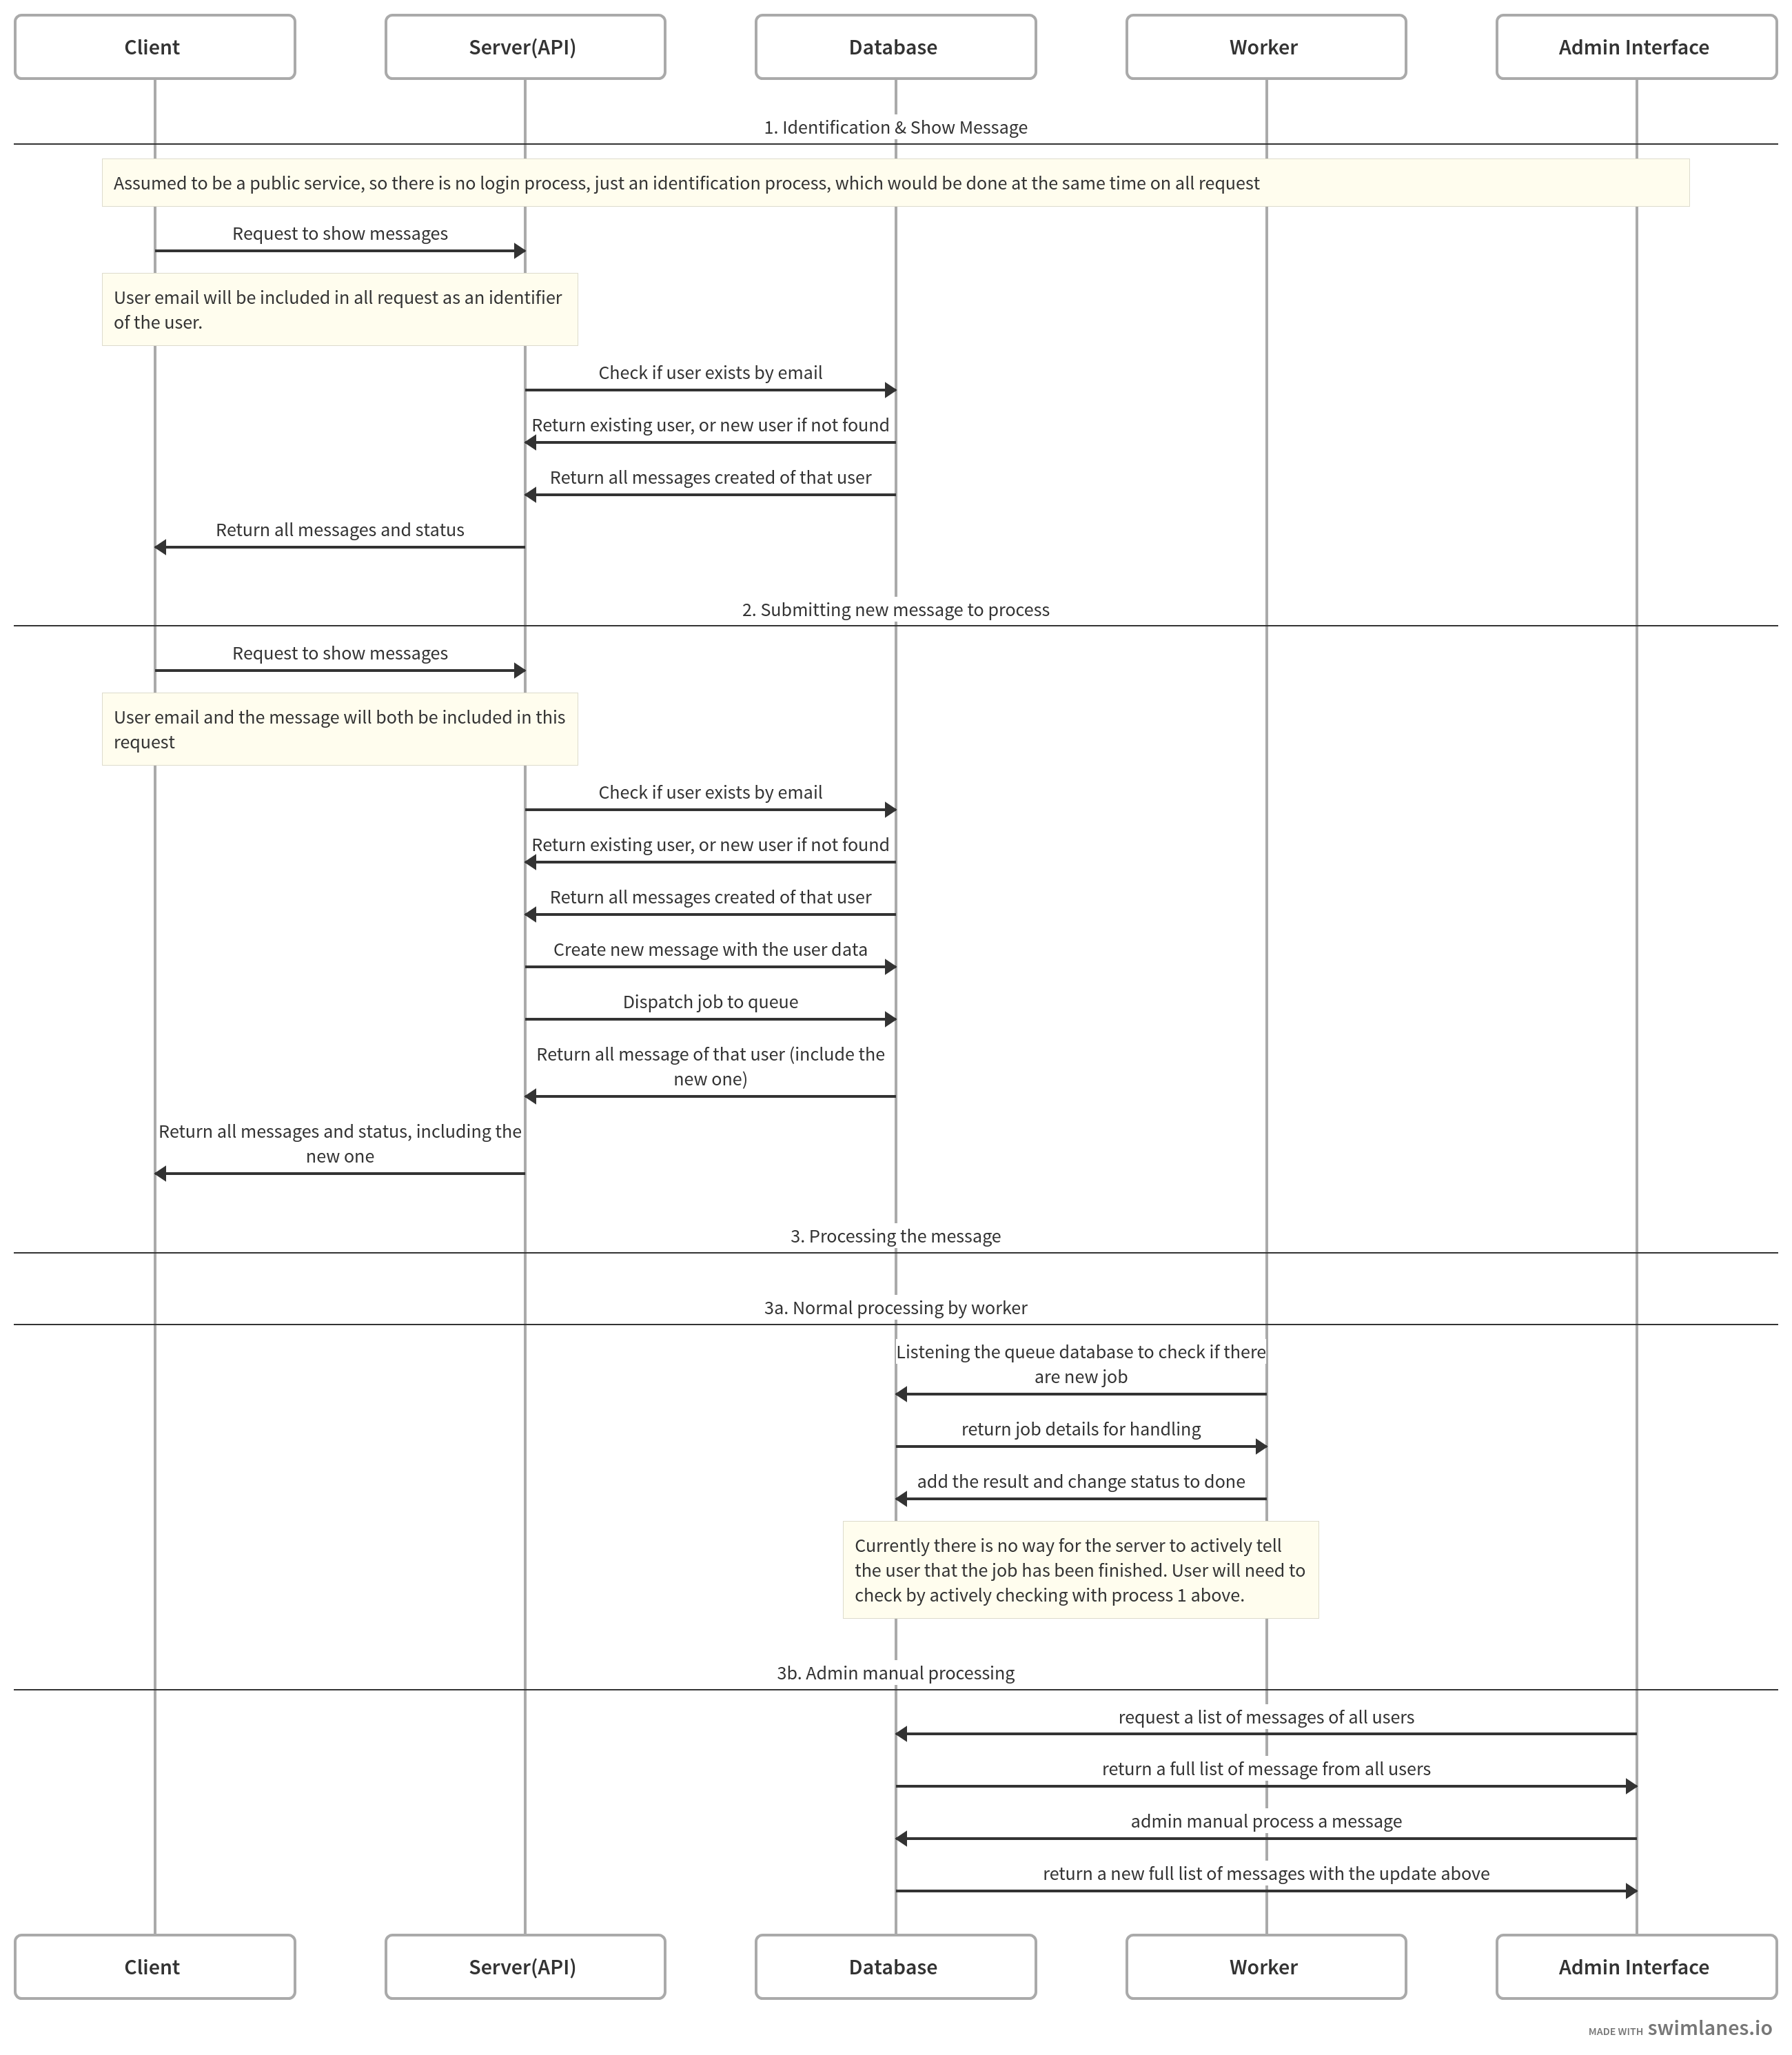 Client
Server(API)
Database
Worker
Admin Interface
1. Identification & Show Message
Assumed to be a public service, so there is no login process, just an identification process, which would be done at the same time on all request
Request to show messages
User email will be included in all request as an identifier
of the user.
Check if user exists by email
Return existing user, or new user if not found
Return all messages created of that user
Return all messages and status
2. Submitting new message to process
Request to show messages
User email and the message will both be included in this
request
Check if user exists by email
Return existing user, or new user if not found
Return all messages created of that user
Create new message with the user data
Dispatch job to queue
Return all message of that user (include the
new one)
Return all messages and status, including the
new one
3. Processing the message
3a. Normal processing by worker
Listening the queue database to check if there
are new job
return job details for handling
add the result and change status to done
Currently there is no way for the server to actively tell
the user that the job has been finished. User will need to
check by actively checking with process 1 above.
3b. Admin manual processing
request a list of messages of all users
return a full list of message from all users
admin manual process a message
return a new full list of messages with the update above
Client
Server(API)
Database
Worker
Admin Interface
MADE WITH swimlanes.io